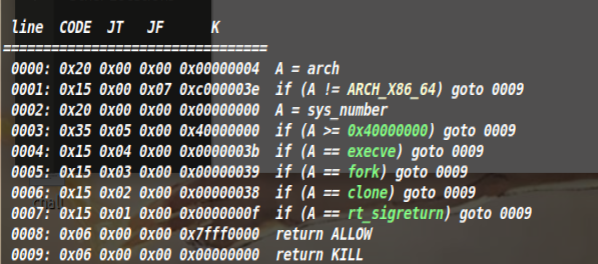 line CODE JT JF K
=================================
0000: 0x20 0x00 0x00 0x00000004 A = arch
0001: 0x15 0x00 0x07 0xc000003e if (A != ARCH_X86_64) goto 0009
0002: 0x20 0x00 0x00 0x00000000 A = sys_number
0003: 0x35 0x05 0x00 0x40000000 if (A >= 0x40000000) goto 0009
0004: 0x15 0x04 0x00 0x0000003b if (A == execve) goto 0009
0005: 0x15 0x03 0x00 0x00000039 if (A == fork) goto 0009
0006: 0x15 0x02 0x00 0x00000038 if (A == clone) goto 0009
0007: 0x15 0x01 0x00 0x0000000f if (A == rt_sigreturn) goto 0009
0008: 0x06 0x00 0x00 0x7fff0000 return ALLOW
0009: 0x06 0x00 0x00 0x00000000 return KILL